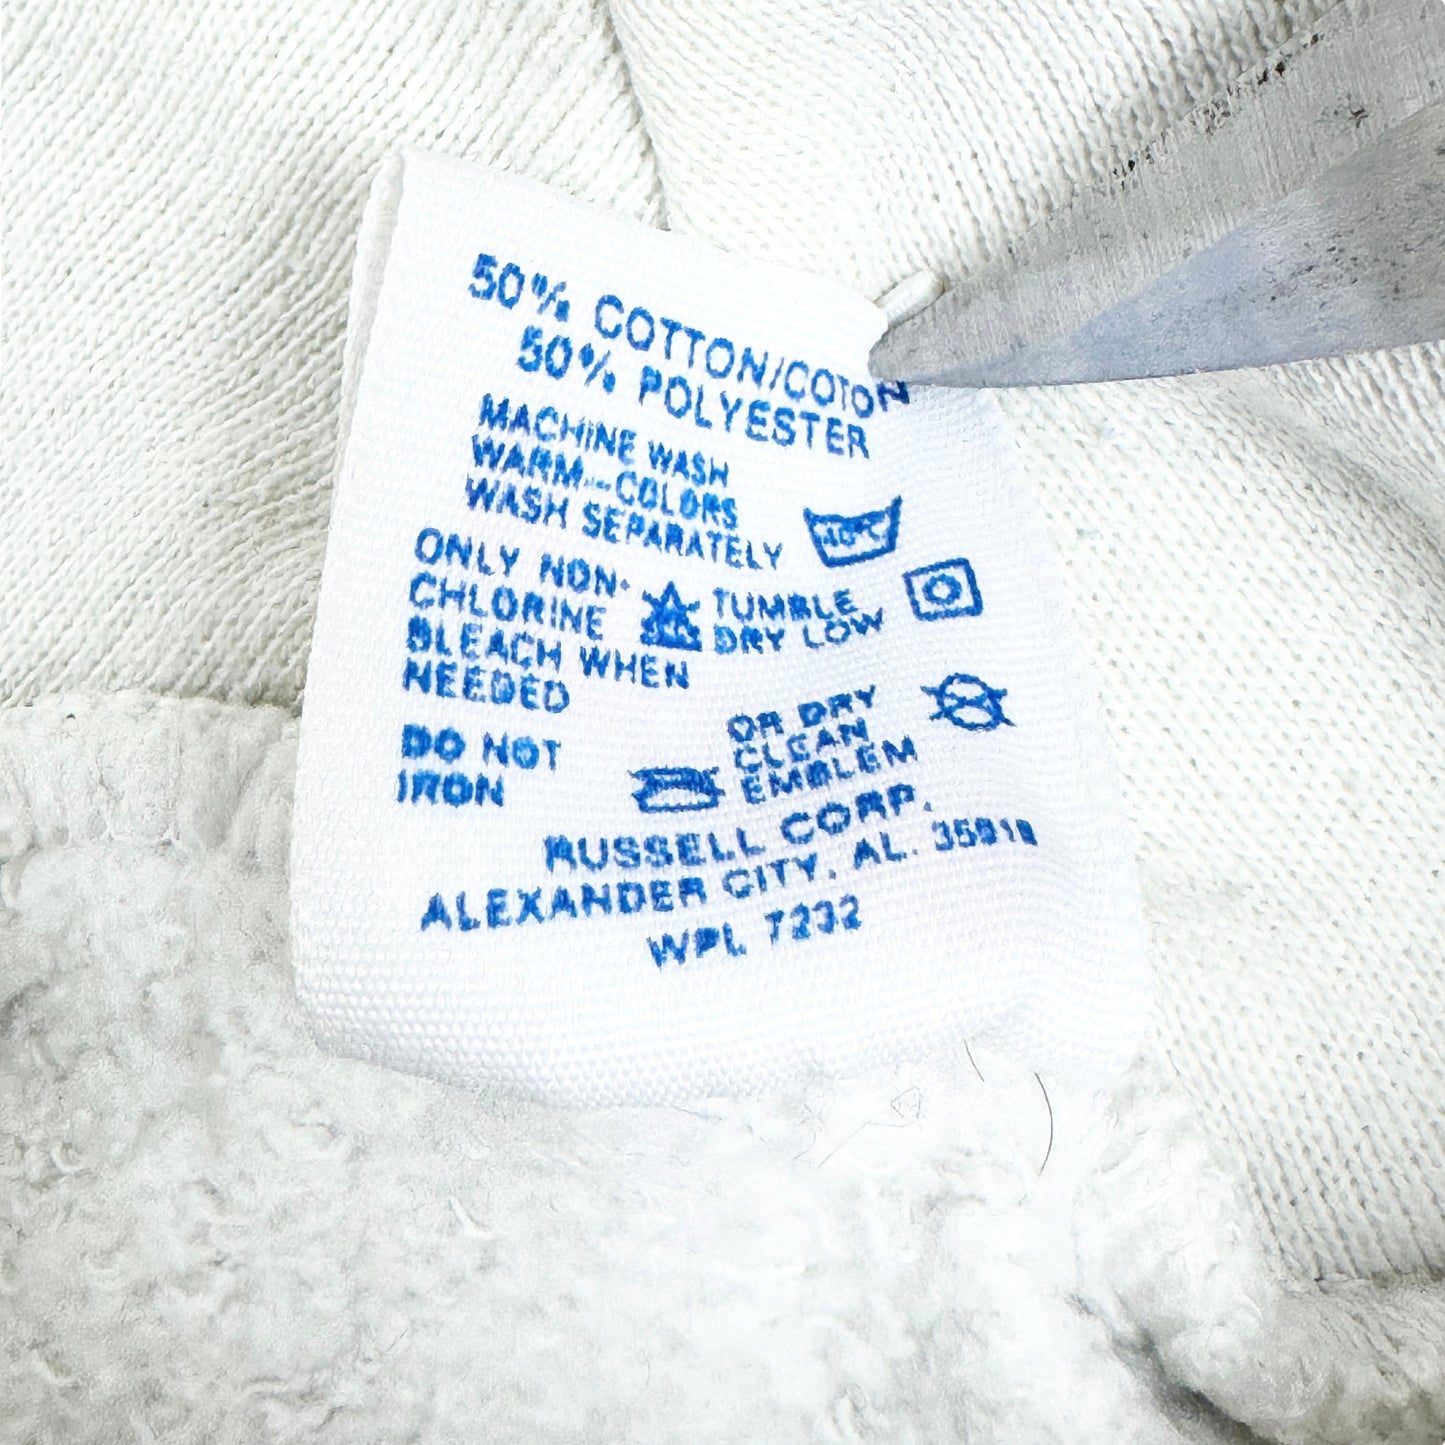 50% COTTON/COTON
50% POLYESTER
MACHINE WASH
WARM--COLORS
WASH SEPARATELY
40°C
ONLY NON-
CHLORINE
BLEACH WHEN
NEEDED
TUMBLE
DRY LOW
DO NOT
IRON
OR DRY
CLEAN
EMBLEM
RUSSELL CORP.
ALEXANDER CITY, AL. 35010
WPL 7232